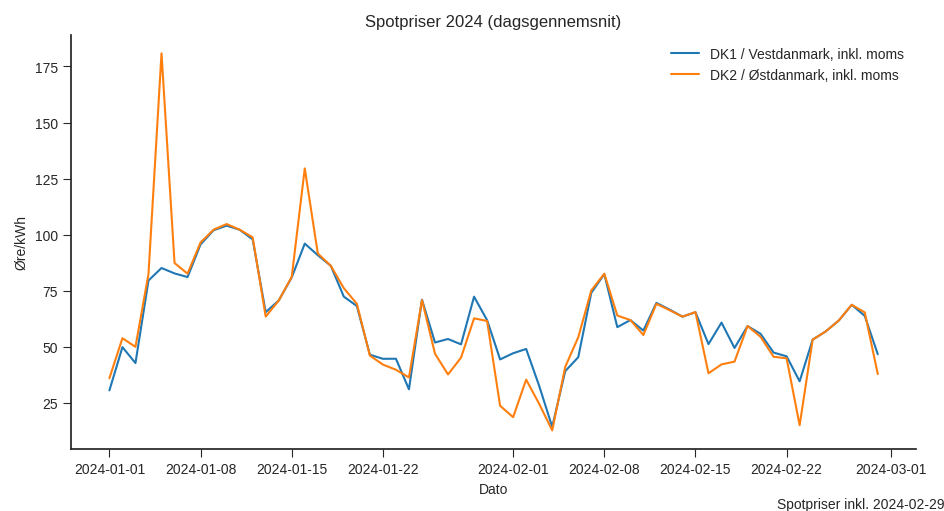 Spotpriser 2024 (dagsgennemsnit)
DK1 / Vestdanmark, inkl. moms
DK2 / Østdanmark, inkl. moms
Øre/kWh
175
150
125
100
75
50
25
2024-01-01 2024-01-08 2024-01-15 2024-01-22 2024-02-01 2024-02-08 2024-02-15 2024-02-22 2024-03-01
Dato
Spotpriser inkl. 2024-02-29